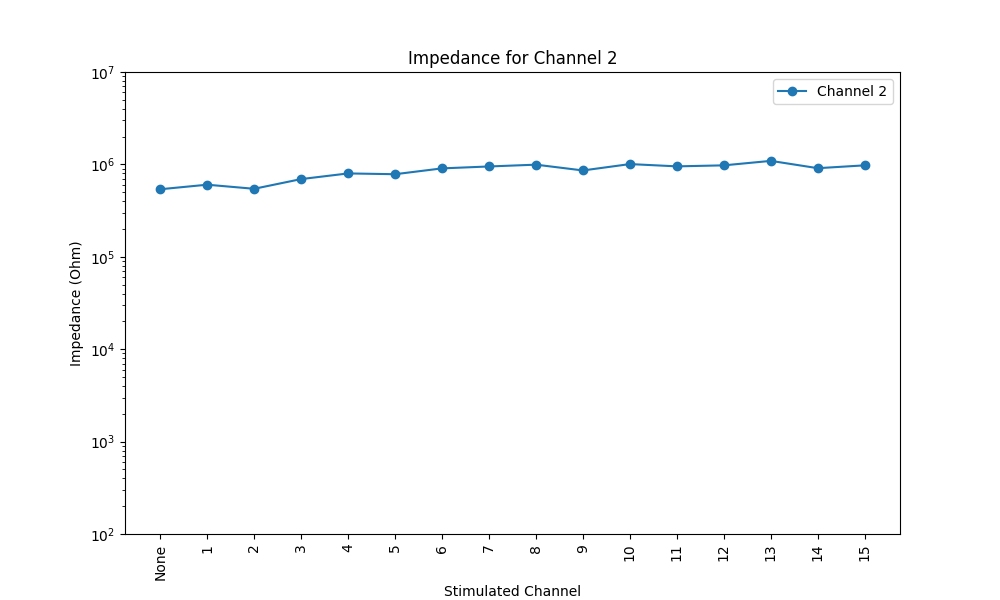 Impedance for Channel 2
Channel 2
Impedance (Ohm)
10⁷
10⁶
10⁵
10⁴
10³
10²
None 1 2 3 4 5 6 7 8 9 10 11 12 13 14 15
Stimulated Channel